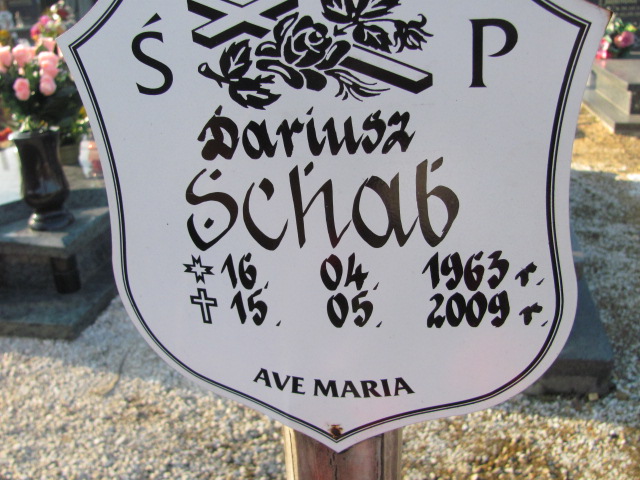 Ś P
Dariusz
Schab
16. 04. 1963 r.
15. 05. 2009 r.
AVE MARIA